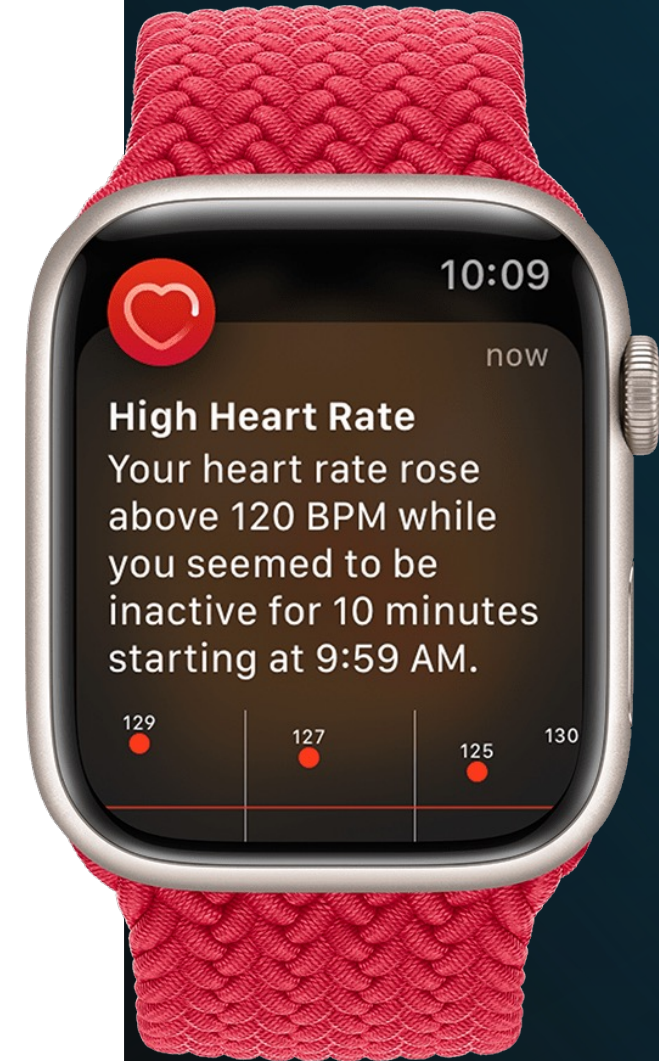 10:09
now
High Heart Rate
Your heart rate rose
above 120 BPM while
you seemed to be
inactive for 10 minutes
starting at 9:59 AM.
129
127
125
130